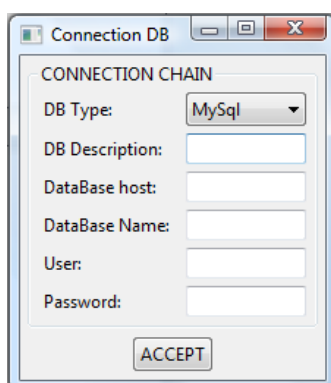 Connection DB
CONNECTION CHAIN
DB Type: MySql
DB Description:
DataBase host:
DataBase Name:
User:
Password:
ACCEPT